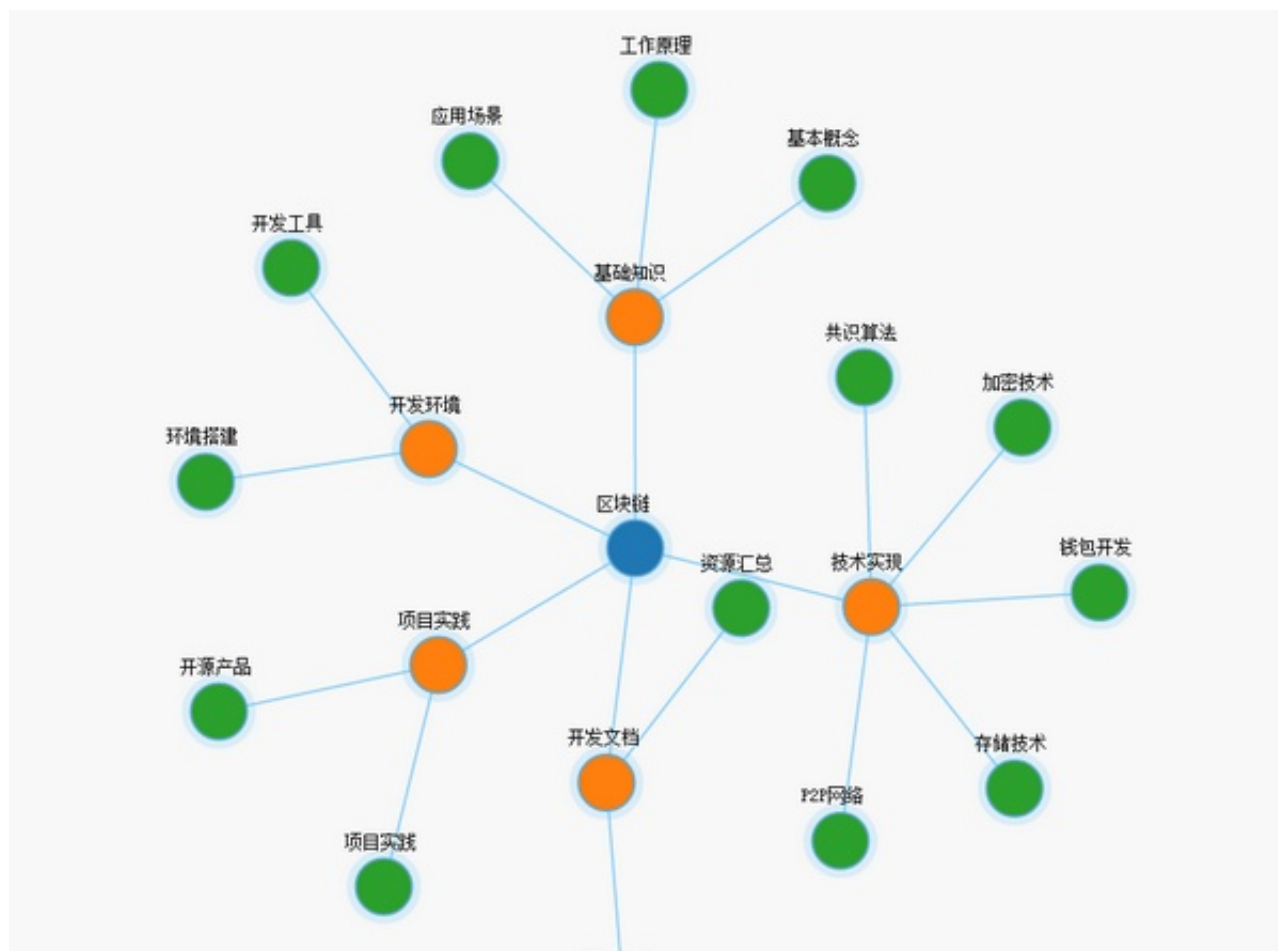 工作原理
应用场景
基本概念
开发工具
基础知识
共识算法
加密技术
开发环境
环境搭建
区块链
资源汇总
技术实现
钱包开发
项目实践
开源产品
开发文档
存储技术
P2P网络
项目实践